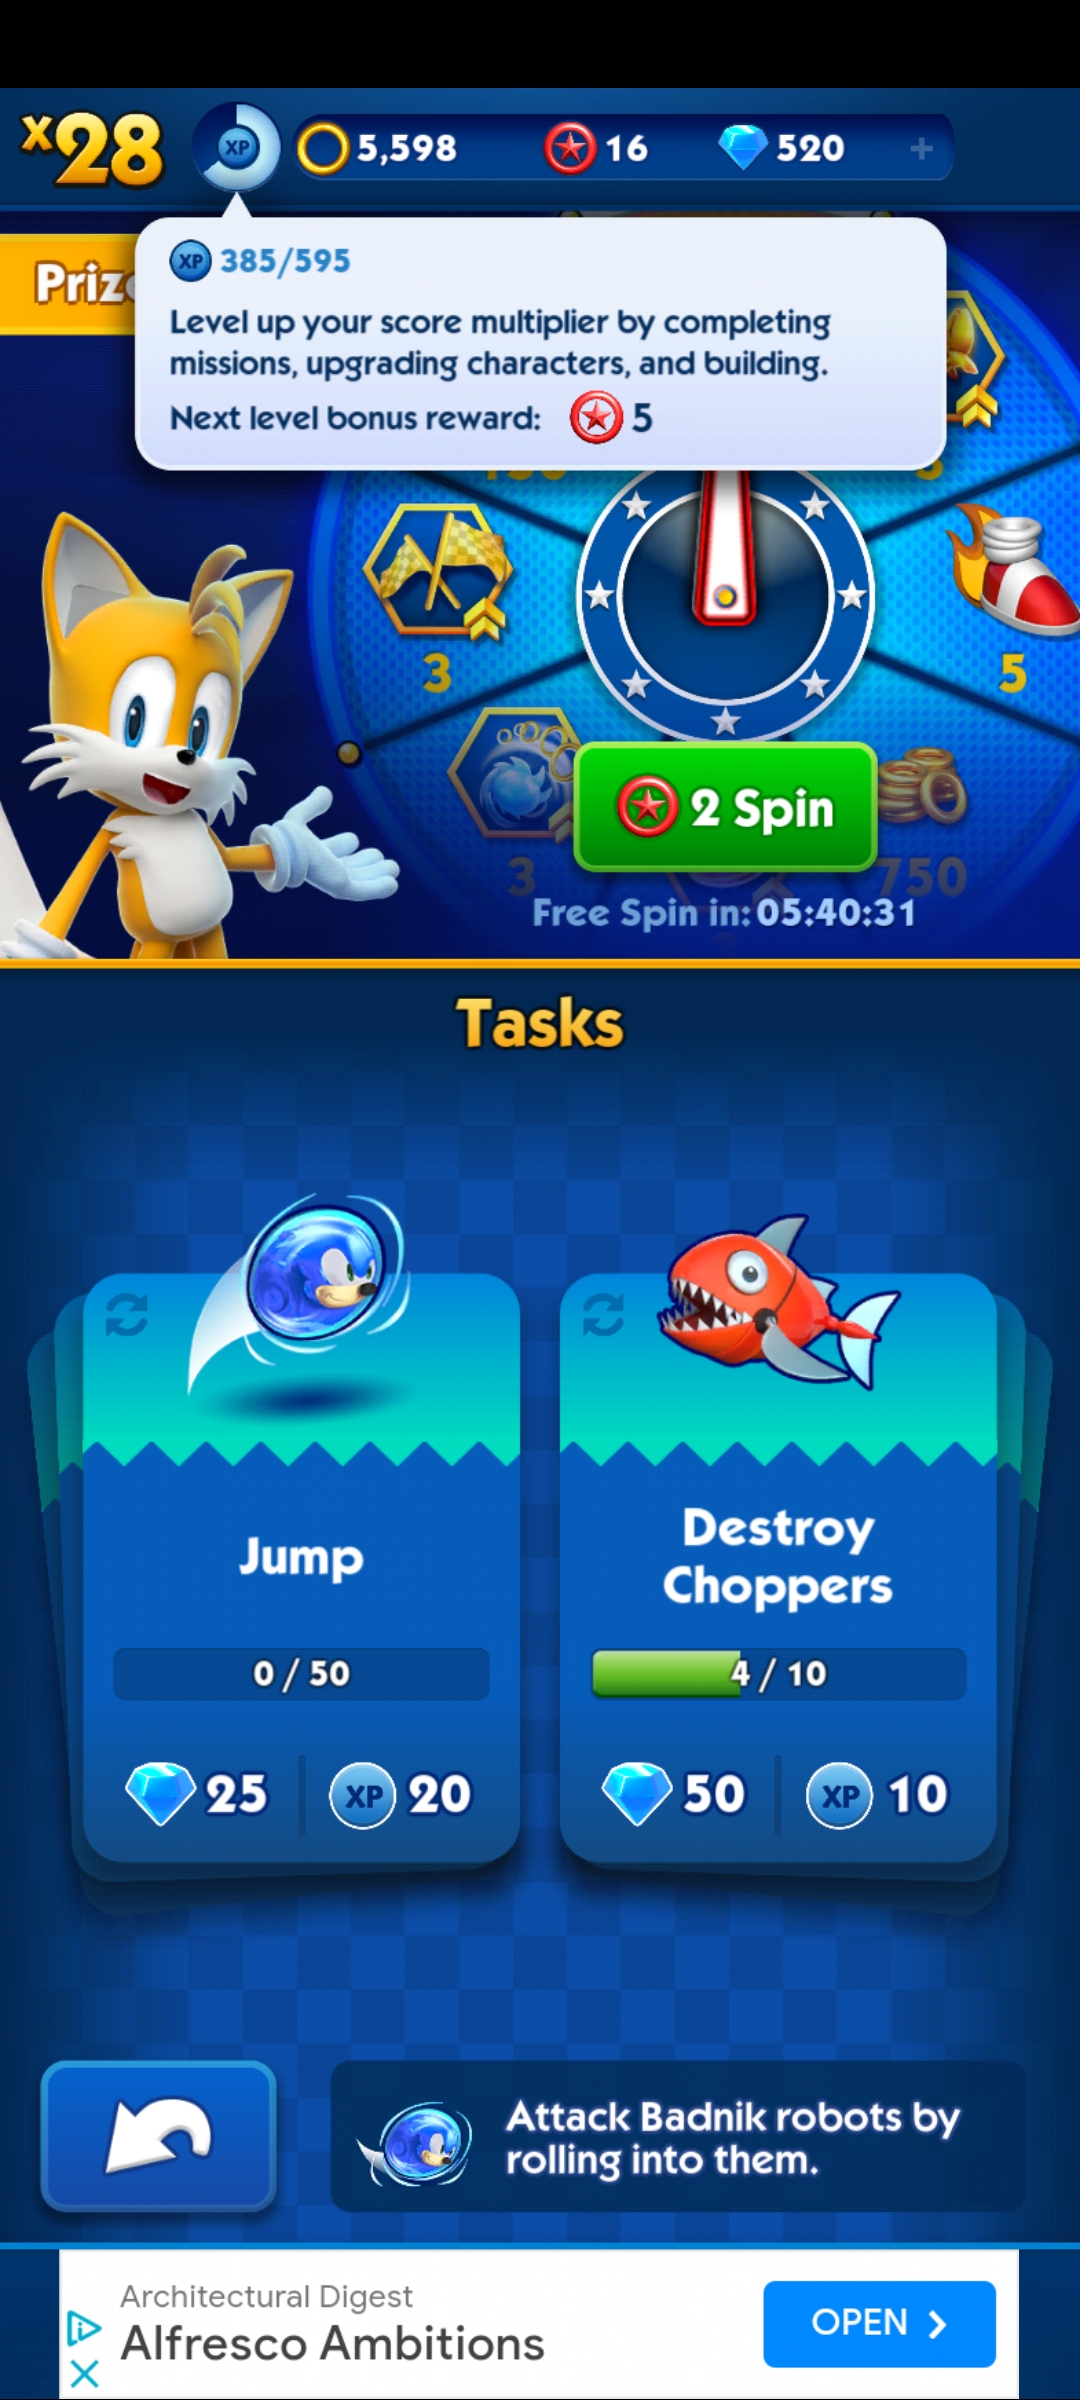 x28
XP
5,598
16
520
+
XP 385/595
Level up your score multiplier by completing
missions, upgrading characters, and building.
Next level bonus reward: 5
3
5
2 Spin
3
750
Free Spin in: 05:40:31
Tasks
Jump
0 / 50
25
XP 20
Destroy
Choppers
4 / 10
50
XP 10
Attack Badnik robots by
rolling into them.
Architectural Digest
Alfresco Ambitions
OPEN